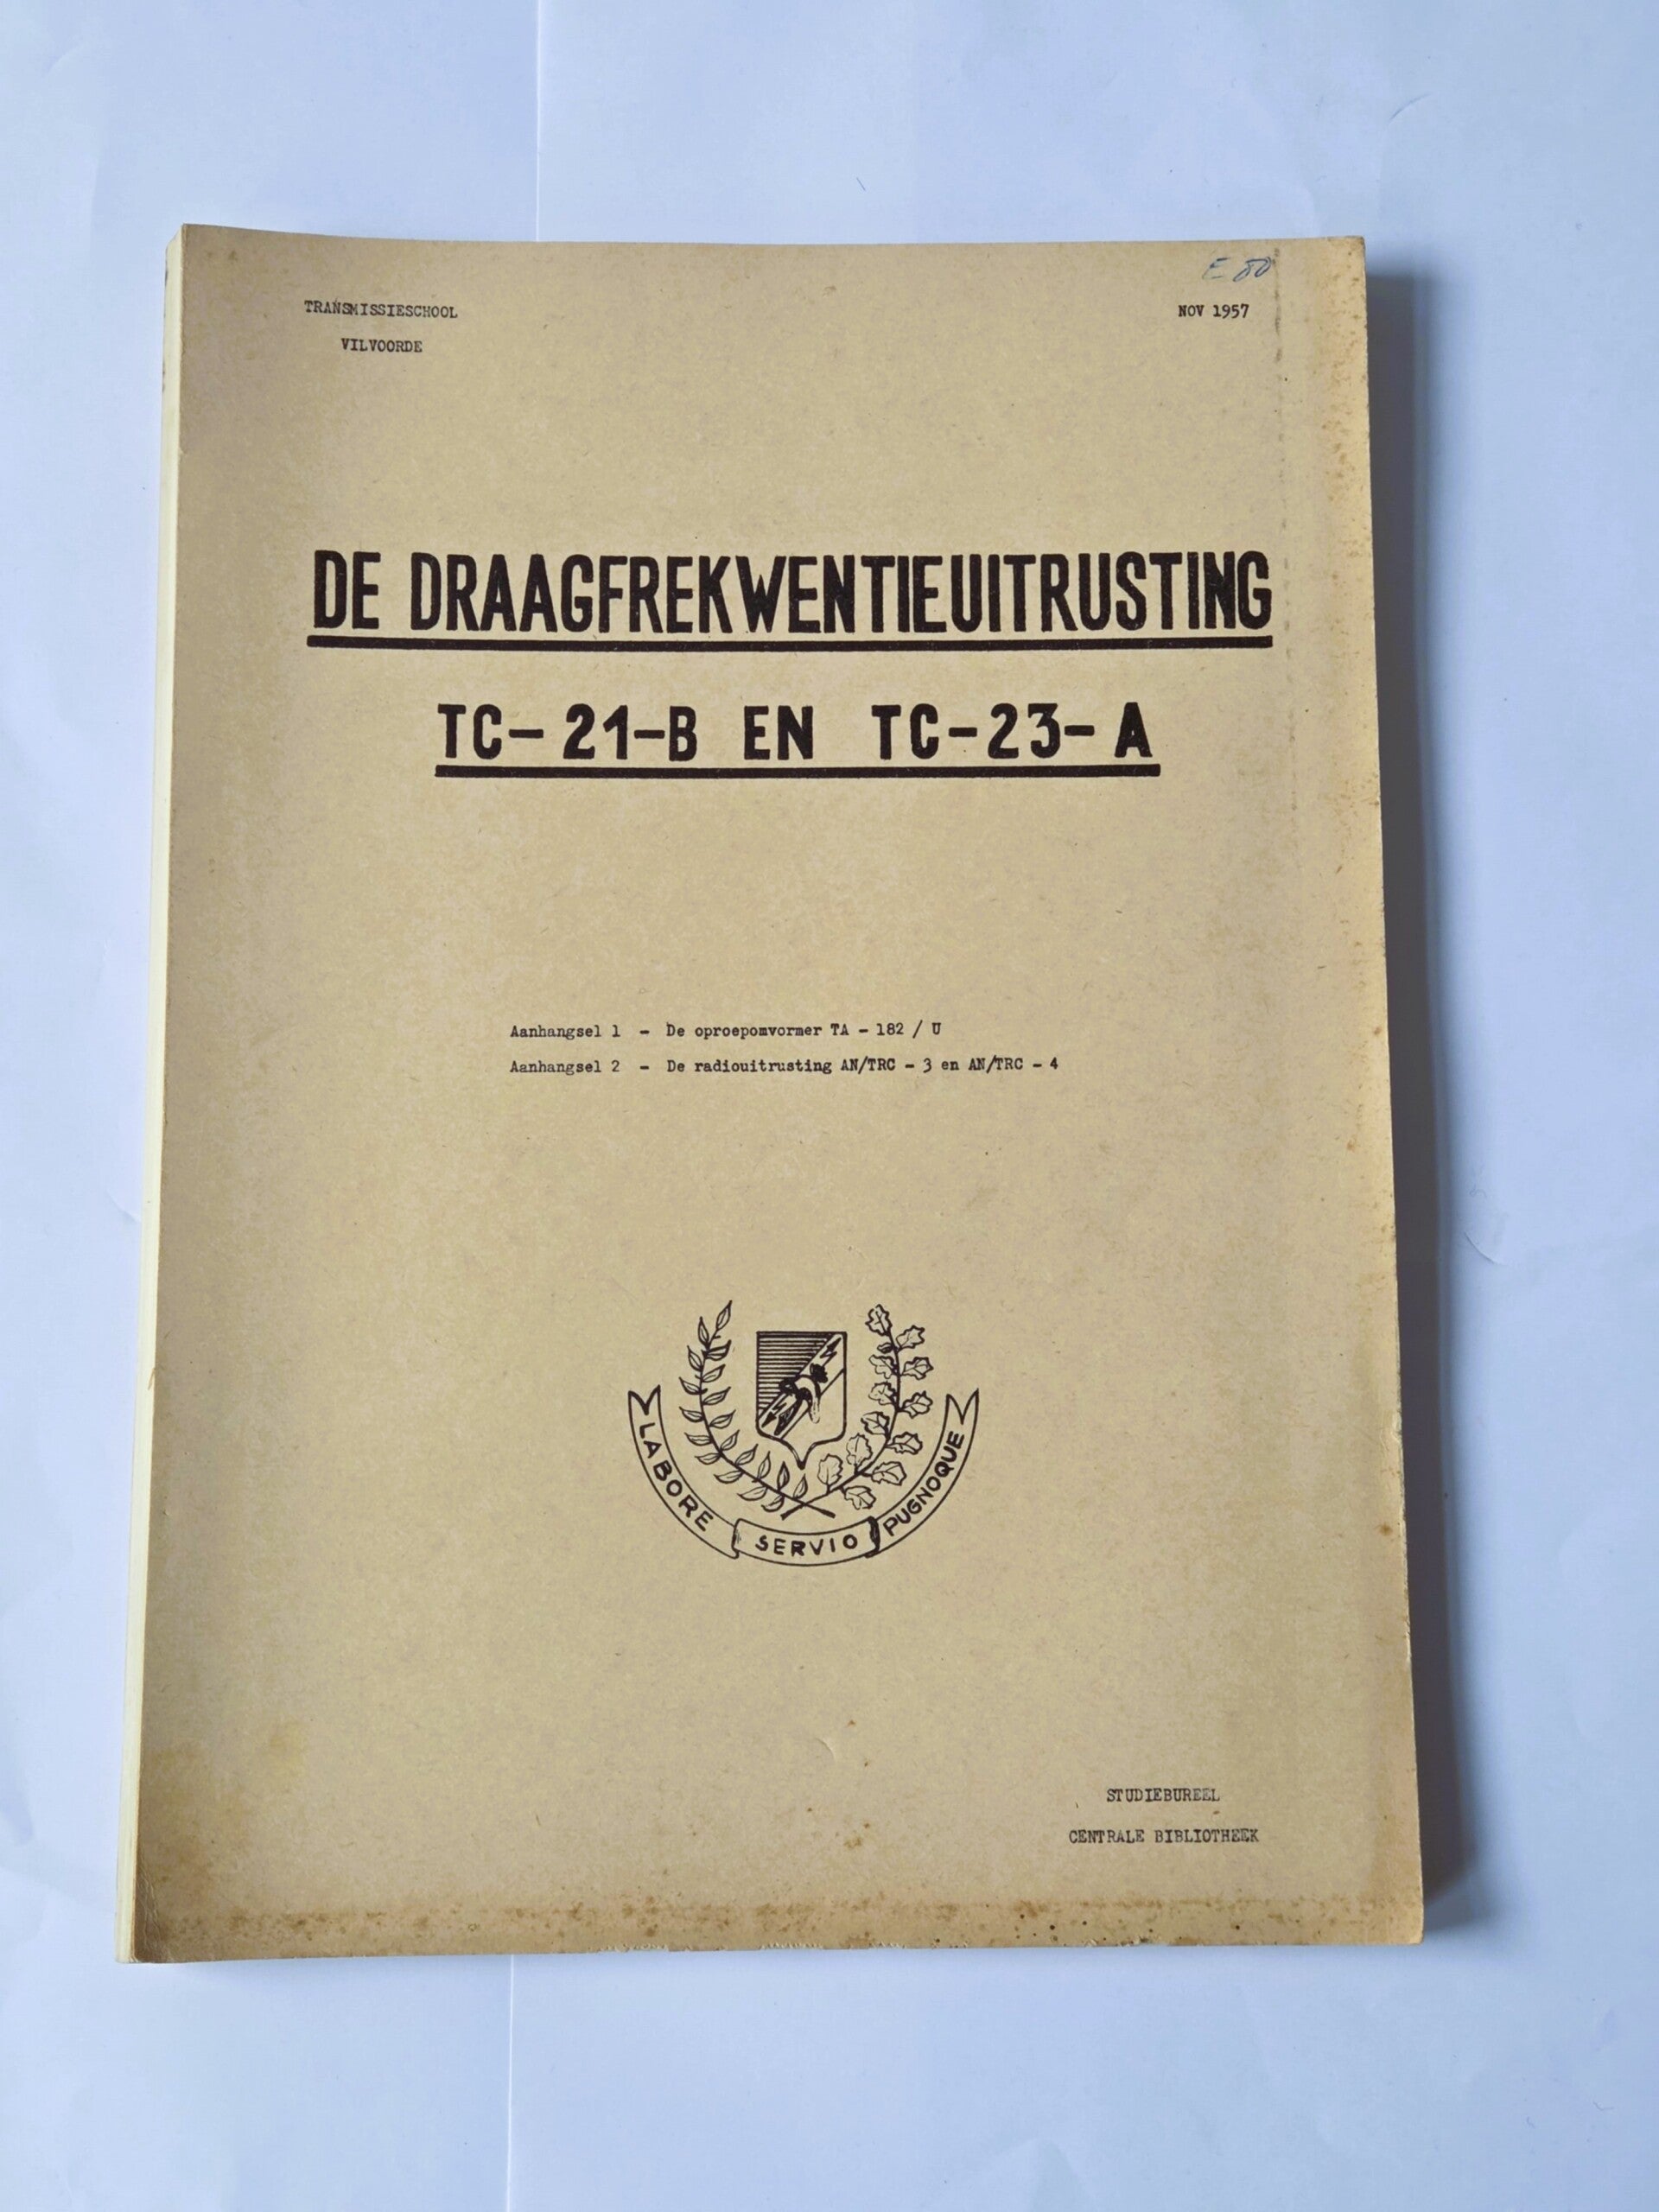 E 80
TRANSMISSIESCHOOL
VILVOORDE
NOV 1957
DE DRAAGFREKWENTIEUITRUSTING
TC-21-B EN TC-23-A
Aanhangsel 1 - De oproepomvormer TA - 182 / U
Aanhangsel 2 - De radiouitrusting AN/TRC - 3 en AN/TRC - 4
LABORE SERVIO PUGNOQUE
STUDIEBUREEL
CENTRALE BIBLIOTHEEK